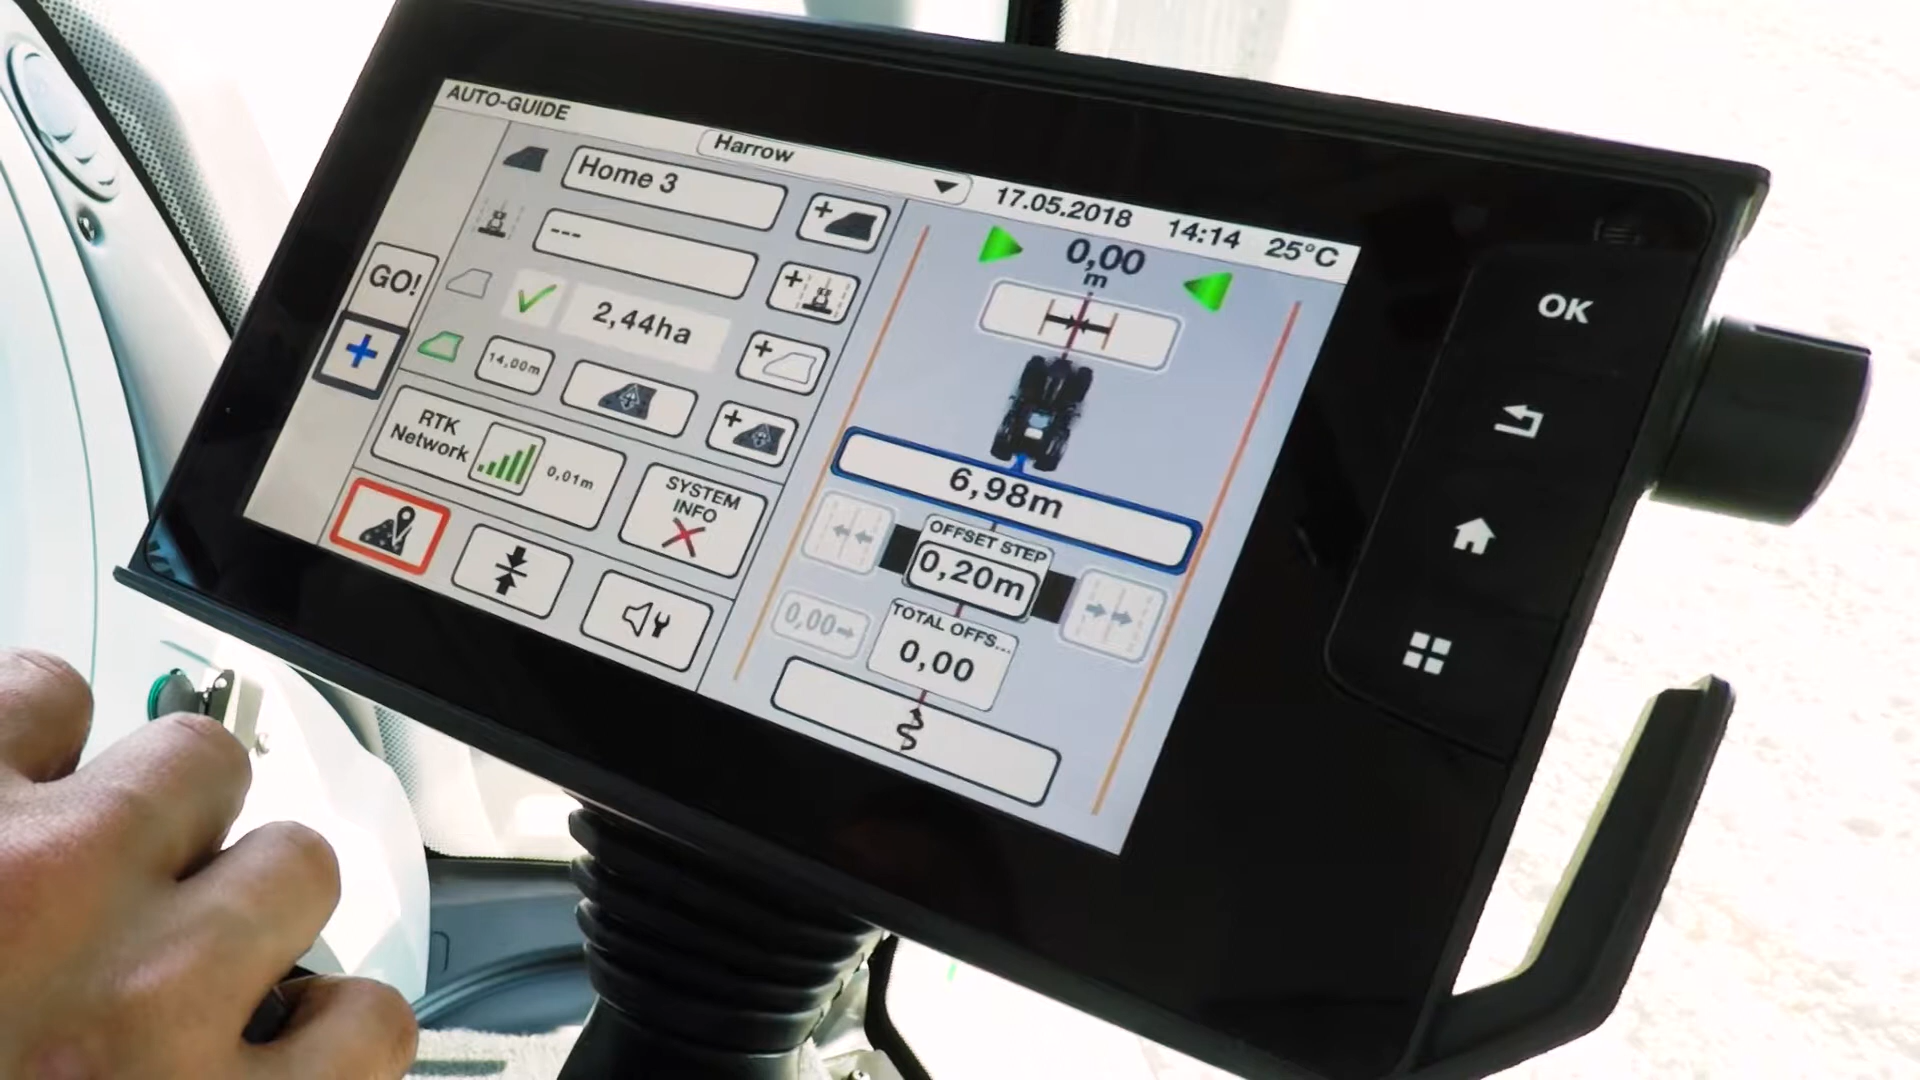 AUTO-GUIDE
Harrow
17.05.2018 14:14 25°C
Home 3
---
GO!
2,44ha
14,00m
RTK
Network
0,01m
SYSTEM
INFO
0,00
m
6,98m
OFFSET STEP
0,20m
0,00
TOTAL OFFS...
0,00
OK